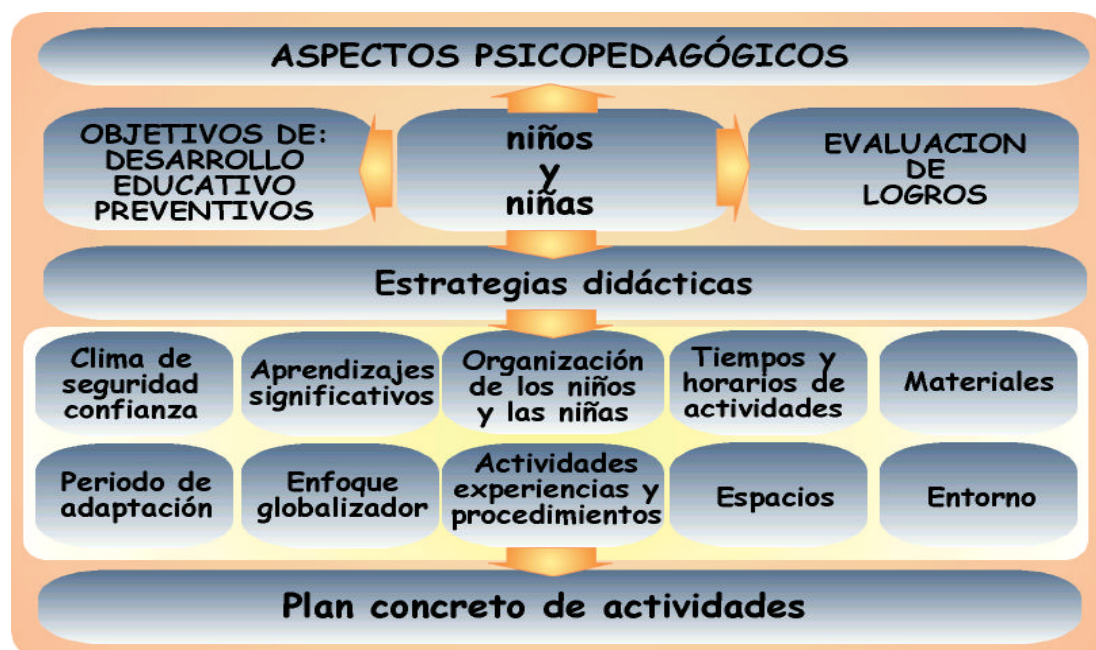 ASPECTOS PSICOPEDAGÓGICOS
OBJETIVOS DE:
DESARROLLO
EDUCATIVO
PREVENTIVOS
niños
y
niñas
EVALUACION
DE
LOGROS
Estrategias didácticas
Clima de
seguridad
confianza
Aprendizajes
significativos
Organización
de los niños
y las niñas
Tiempos y
horarios de
actividades
Materiales
Periodo de
adaptación
Enfoque
globalizador
Actividades
experiencias y
procedimientos
Espacios
Entorno
Plan concreto de actividades